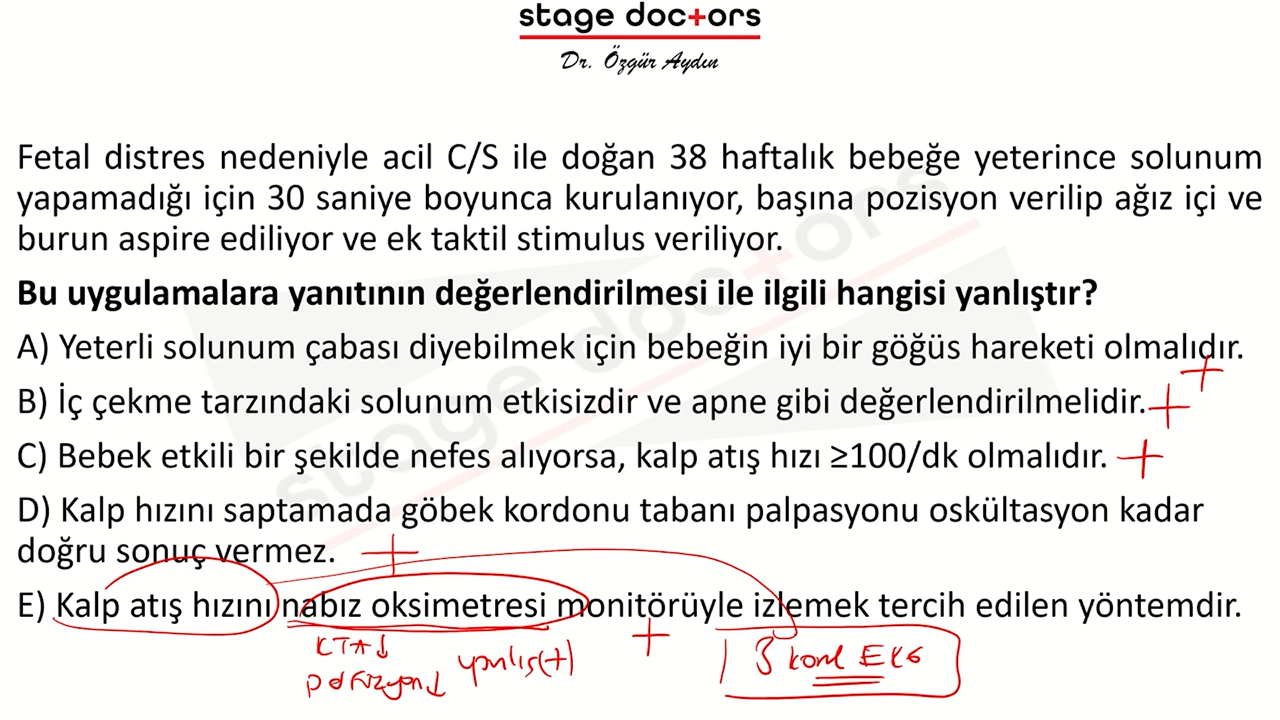 stage doctors
Dr. Özgür Aydın
Fetal distres nedeniyle acil C/S ile doğan 38 haftalık bebeğe yeterince solunum
yapamadığı için 30 saniye boyunca kurulanıyor, başına pozisyon verilip ağız içi ve
burun aspire ediliyor ve ek taktil stimulus veriliyor.
Bu uygulamalara yanıtının değerlendirilmesi ile ilgili hangisi yanlıştır?
A) Yeterli solunum çabası diyebilmek için bebeğin iyi bir göğüs hareketi olmalıdır.
B) İç çekme tarzındaki solunum etkisizdir ve apne gibi değerlendirilmelidir.
C) Bebek etkili bir şekilde nefes alıyorsa, kalp atış hızı ≥100/dk olmalıdır.
D) Kalp hızını saptamada göbek kordonu tabanı palpasyonu oskültasyon kadar
doğru sonuç vermez.
E) Kalp atış hızını nabız oksimetresi monitörüyle izlemek tercih edilen yöntemdir.
KTA↓
perfüzyon↓ yanlış(+)
3 kanal EKG
stage doctors